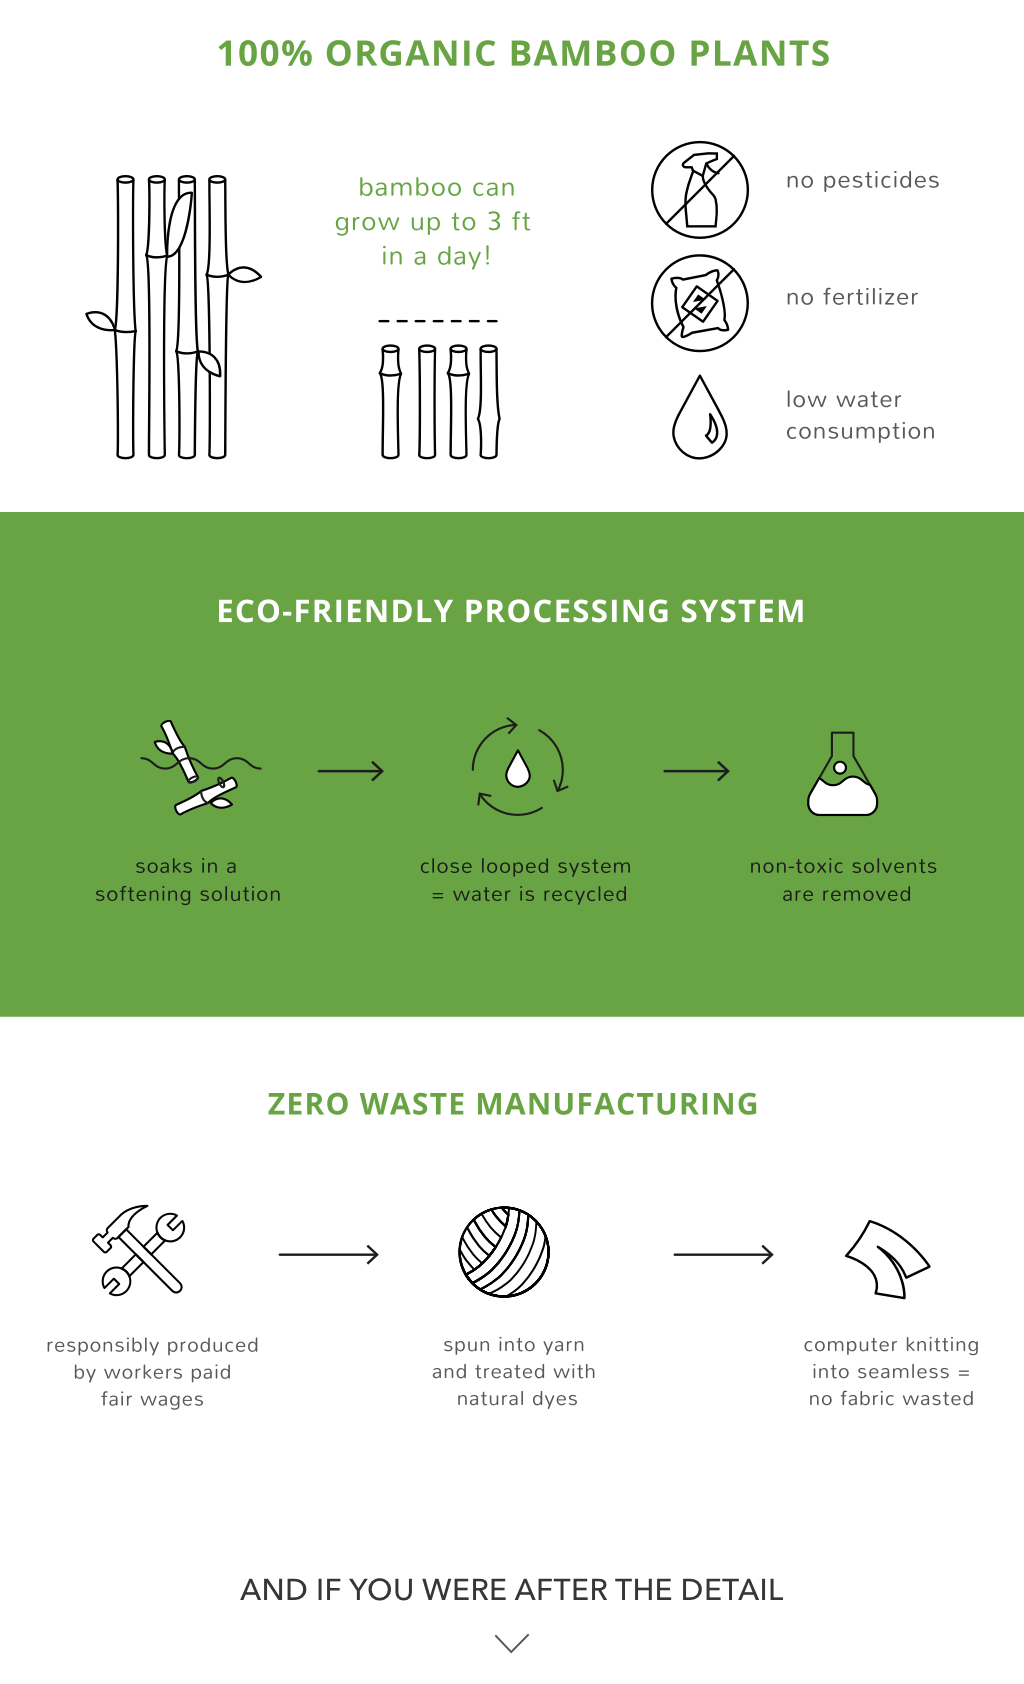 100% ORGANIC BAMBOO PLANTS
bamboo can
grow up to 3 ft
in a day!
no pesticides
no fertilizer
low water
consumption
ECO-FRIENDLY PROCESSING SYSTEM
soaks in a
softening solution
close looped system
= water is recycled
non-toxic solvents
are removed
ZERO WASTE MANUFACTURING
responsibly produced
by workers paid
fair wages
spun into yarn
and treated with
natural dyes
computer knitting
into seamless =
no fabric wasted
AND IF YOU WERE AFTER THE DETAIL